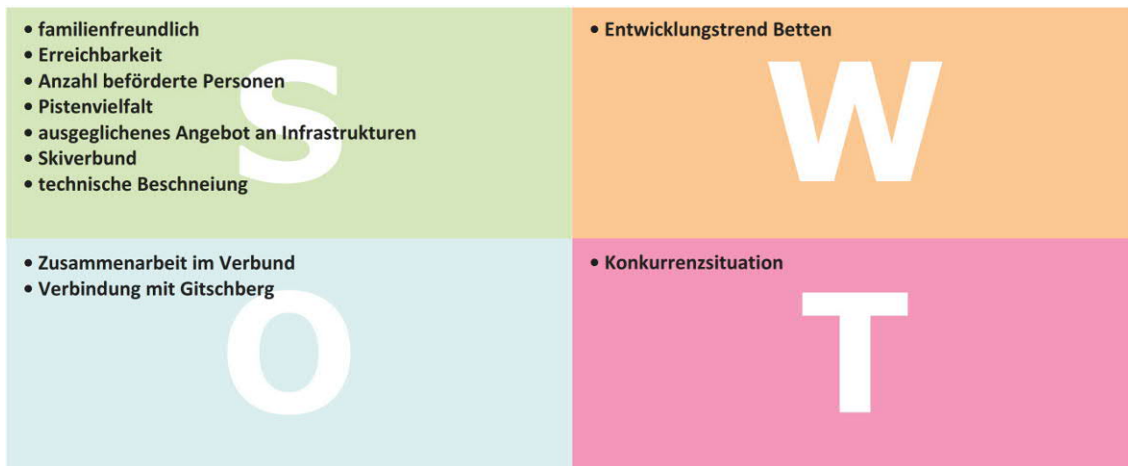 • familienfreundlich
• Erreichbarkeit
• Anzahl beförderte Personen
• Pistenvielfalt
• ausgeglichenes Angebot an Infrastrukturen
• Skiverbund
• technische Beschneiung
S
• Entwicklungstrend Betten
W
• Zusammenarbeit im Verbund
• Verbindung mit Gitschberg
O
• Konkurrenzsituation
T